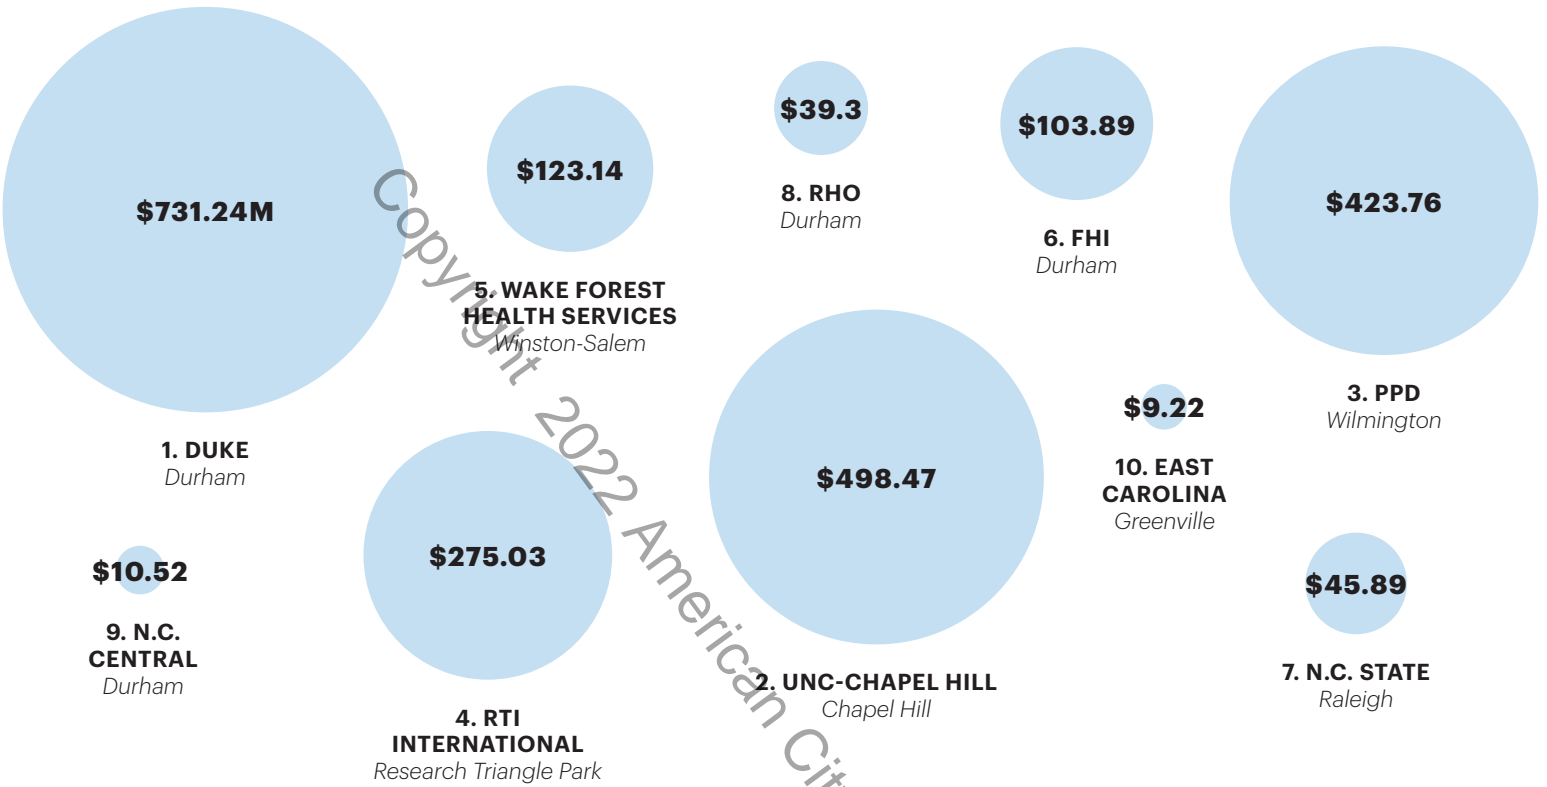 $731.24M
1. DUKE
Durham
$123.14
5. WAKE FOREST
HEALTH SERVICES
Winston-Salem
$39.3
8. RHO
Durham
$103.89
6. FHI
Durham
$423.76
3. PPD
Wilmington
$10.52
9. N.C.
CENTRAL
Durham
$275.03
4. RTI
INTERNATIONAL
Research Triangle Park
$498.47
2. UNC-CHAPEL HILL
Chapel Hill
$9.22
10. EAST
CAROLINA
Greenville
$45.89
7. N.C. STATE
Raleigh
Copyright 2022 American Cit